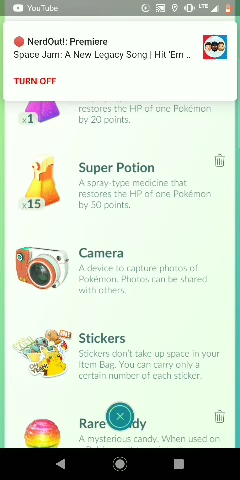 YouTube
LTE
NerdOut!: Premiere
Space Jam: A New Legacy Song | Hit 'Em ..
TURN OFF
restores the HP of one Pokémon
by 20 points.
x1
Super Potion
A spray-type medicine that
restores the HP of one Pokémon
by 50 points.
x15
Camera
A device to capture photos of
Pokémon. Photos can be shared
with others.
Stickers
Stickers don't take up space in your
Item Bag. You can carry only a
certain number of each sticker.
Rare
A mysterious candy. When used on